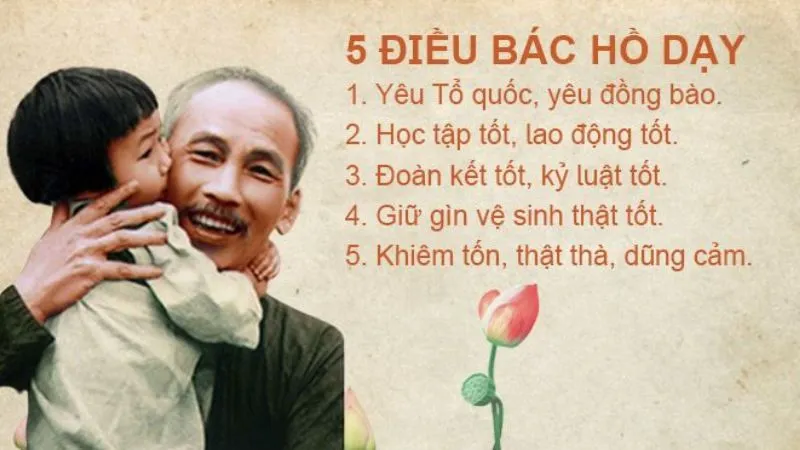 5 ĐIỀU BÁC HỒ DẠY
1. Yêu Tổ quốc, yêu đồng bào.
2. Học tập tốt, lao động tốt.
3. Đoàn kết tốt, kỷ luật tốt.
4. Giữ gìn vệ sinh thật tốt.
5. Khiêm tốn, thật thà, dũng cảm.